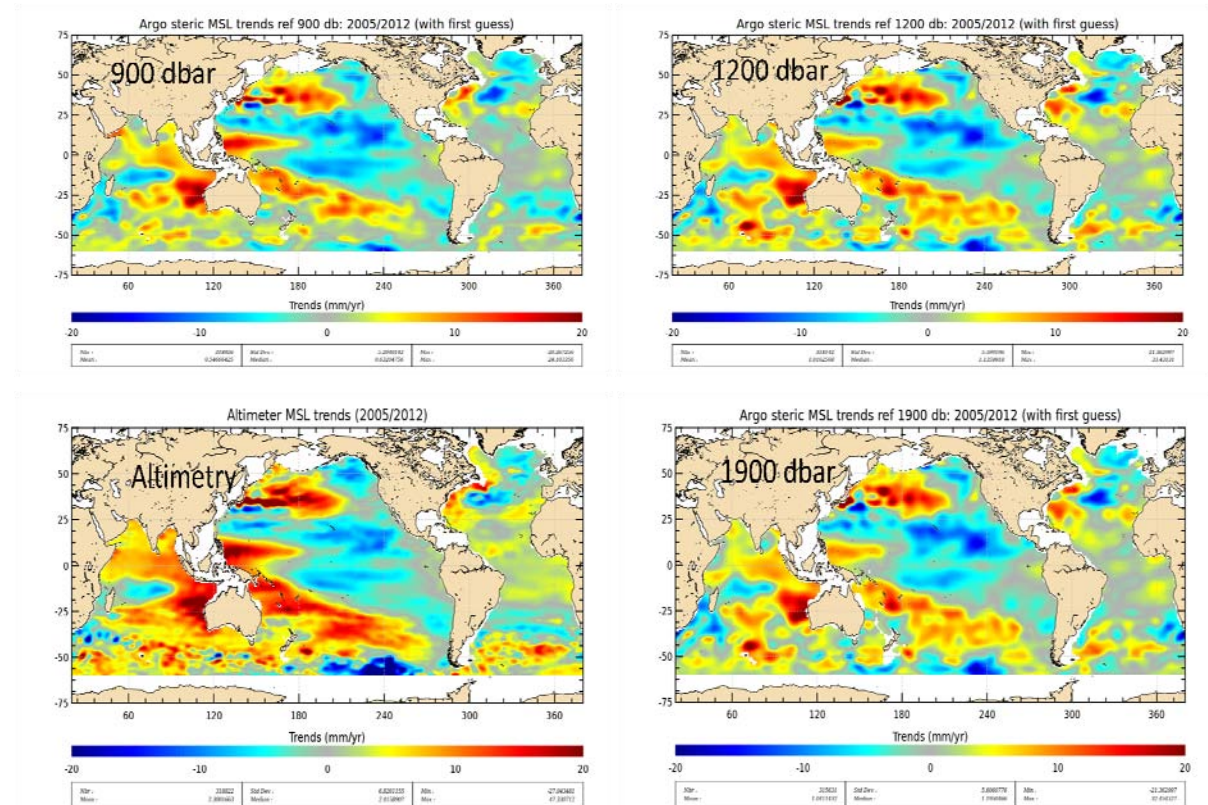 Argo steric MSL trends ref 900 db: 2005/2012 (with first guess)
900 dbar
75
50
25
0
-25
-50
-75
60 120 180 240 300 360
Trends (mm/yr)
-20 -10 0 10 20
Argo steric MSL trends ref 1200 db: 2005/2012 (with first guess)
1200 dbar
75
50
25
0
-25
-50
-75
60 120 180 240 300 360
Trends (mm/yr)
-20 -10 0 10 20
Altimeter MSL trends (2005/2012)
Altimetry
75
50
25
0
-25
-50
-75
60 120 180 240 300 360
Trends (mm/yr)
-20 -10 0 10 20
Argo steric MSL trends ref 1900 db: 2005/2012 (with first guess)
1900 dbar
75
50
25
0
-25
-50
-75
60 120 180 240 300 360
Trends (mm/yr)
-20 -10 0 10 20